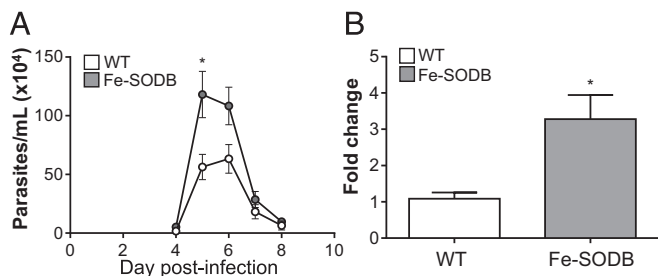 A
Parasites/mL (x10⁴)
150
100
50
0
*
WT
Fe-SODB
0 2 4 6 8 10
Day post-infection
B
Fold change
5
4
3
2
1
0
WT
Fe-SODB
*
WT Fe-SODB